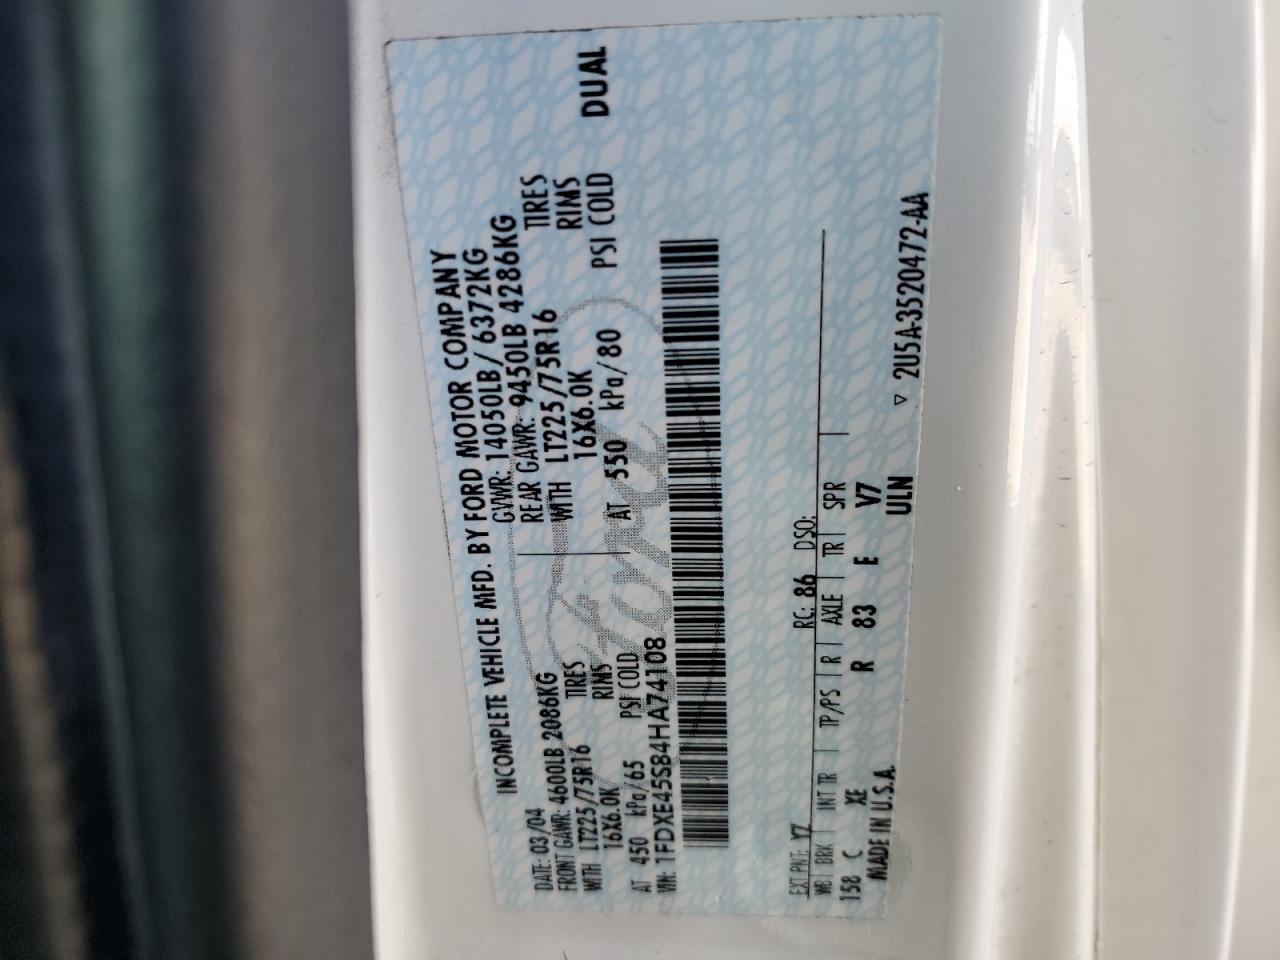 INCOMPLETE VEHICLE MFD. BY FORD MOTOR COMPANY
DATE: 03/04 GVWR: 14050LB / 6372KG
FRONT GAWR: 4600LB 2086KG REAR GAWR: 9450LB 4286KG
WITH LT225/75R16 TIRES WITH LT225/75R16 TIRES
16X6.0K RIMS 16X6.0K RIMS
AT 450 kPa/65 PSI COLD AT 550 kPa/80 PSI COLD DUAL
VIN: 1FDXE45S84HA74108
Ford
EXT PNT: YZ RC: 86 DSO:
WB BRK INT TR TP/PS R AXLE TR SPR
158 C XE R 83 E V7
MADE IN U.S.A. ULN
▽ 2U5A-3520472-AA